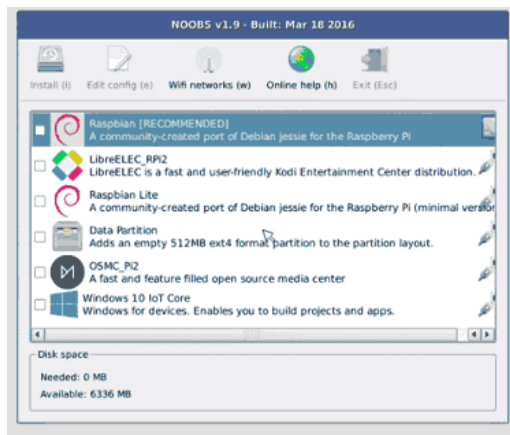 NOOBS v1.9 - Built: Mar 18 2016
Install (i) Edit config (e) Wifi networks (w) Online help (h) Exit (Esc)
Raspbian [RECOMMENDED]
A community-created port of Debian jessie for the Raspberry Pi
LibreELEC_RPi2
LibreELEC is a fast and user-friendly Kodi Entertainment Center distribution.
Raspbian Lite
A community-created port of Debian jessie for the Raspberry Pi (minimal version
Data Partition
Adds an empty 512MB ext4 format partition to the partition layout.
OSMC_Pi2
A fast and feature filled open source media center
Windows 10 IoT Core
Windows for devices. Enables you to build projects and apps.
Disk space
Needed: 0 MB
Available: 6336 MB